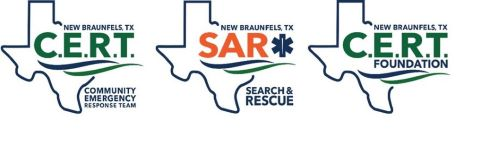 NEW BRAUNFELS, TX
C.E.R.T.
COMMUNITY
EMERGENCY
RESPONSE TEAM
NEW BRAUNFELS, TX
SAR
SEARCH &
RESCUE
NEW BRAUNFELS, TX
C.E.R.T.
FOUNDATION